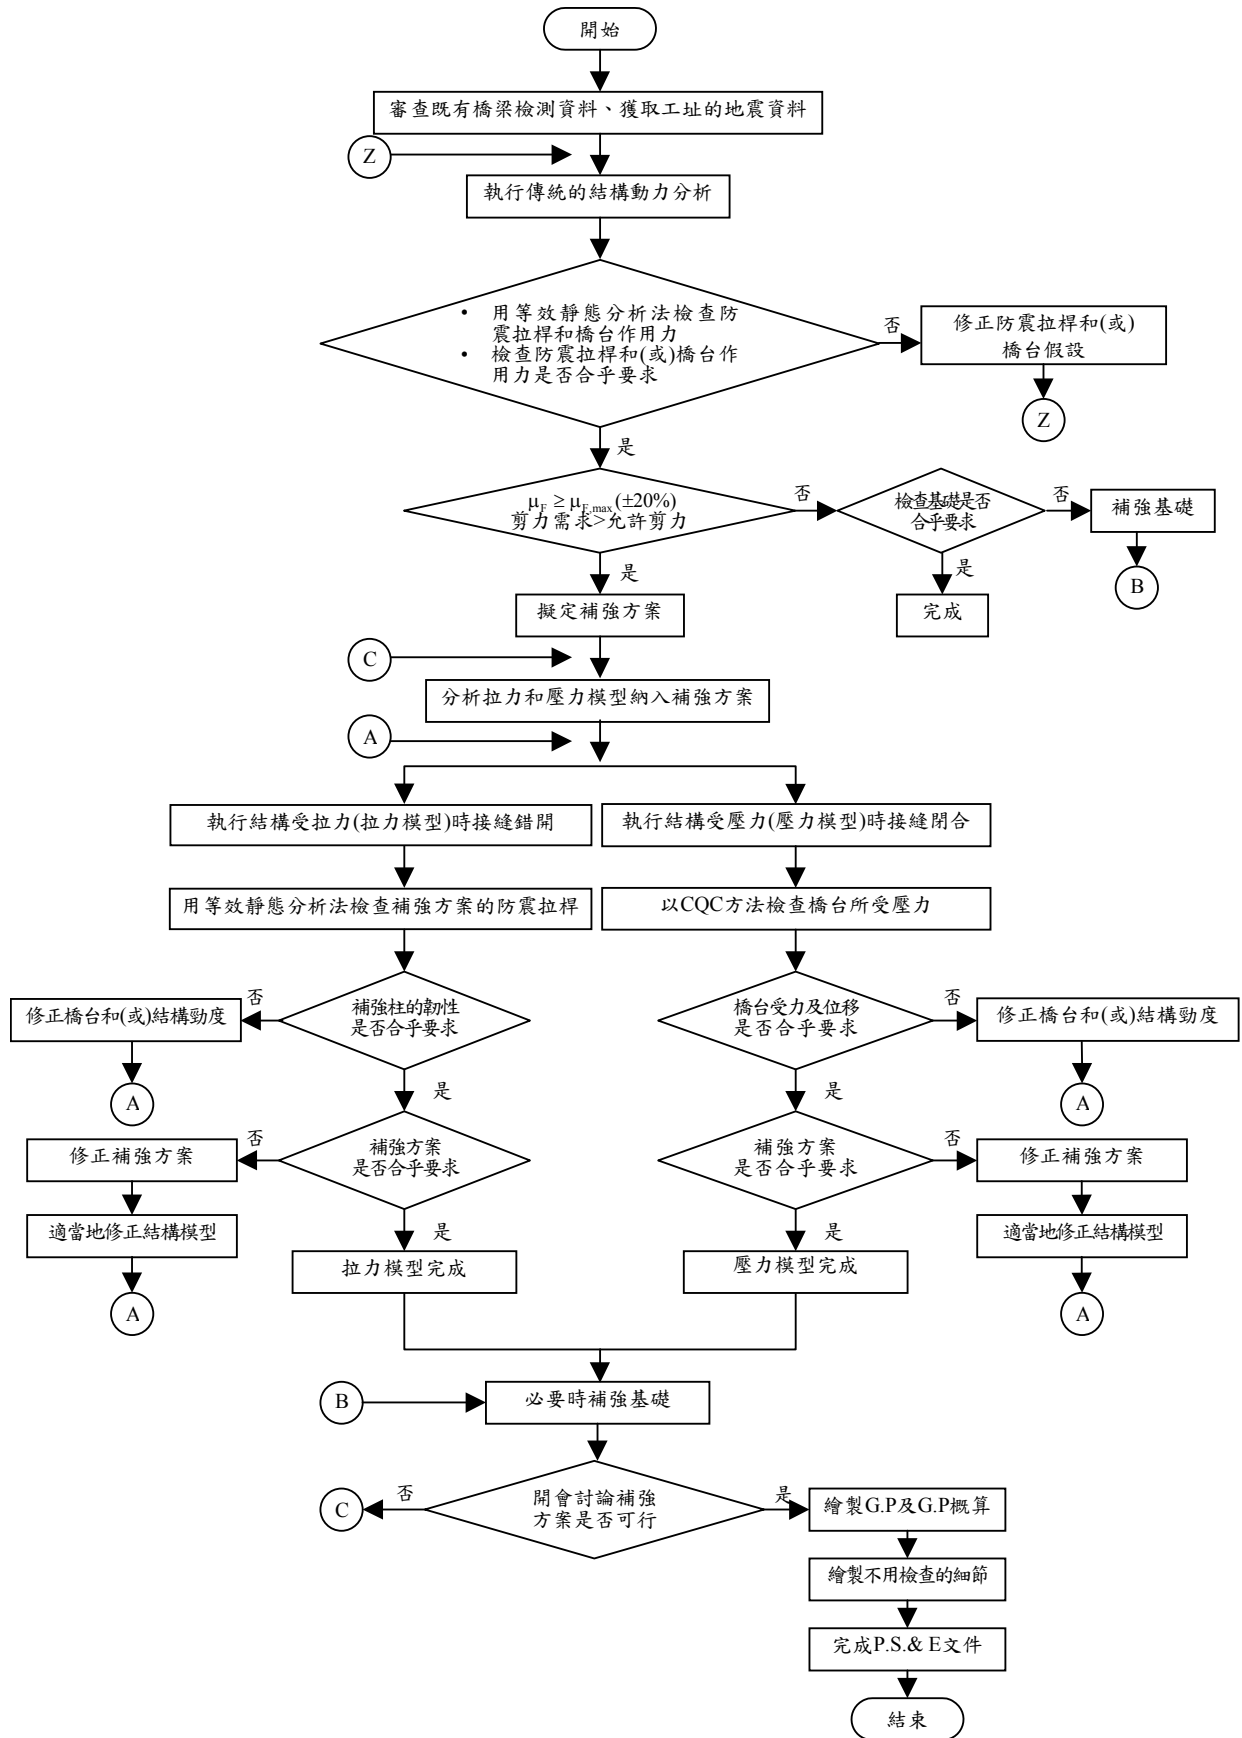 開始
審查既有橋梁檢測資料、獲取工址的地震資料
Z
執行傳統的結構動力分析
• 用等效靜態分析法檢查防
震拉桿和橋台作用力
• 檢查防震拉桿和(或)橋台作
用力是否合乎要求
否
修正防震拉桿和(或)
橋台假設
Z
是
μF ≥ μF,max (±20%)
剪力需求>允許剪力
否
檢查基礎是否
合乎要求
否
補強基礎
B
是
完成
是
擬定補強方案
C
分析拉力和壓力模型納入補強方案
A
執行結構受拉力(拉力模型)時接縫錯開
執行結構受壓力(壓力模型)時接縫閉合
用等效靜態分析法檢查補強方案的防震拉桿
以CQC方法檢查橋台所受壓力
補強柱的韌性
是否合乎要求
否
修正橋台和(或)結構勁度
A
橋台受力及位移
是否合乎要求
否
修正橋台和(或)結構勁度
A
是
是
補強方案
是否合乎要求
否
修正補強方案
適當地修正結構模型
A
補強方案
是否合乎要求
否
修正補強方案
適當地修正結構模型
A
是
是
拉力模型完成
壓力模型完成
B
必要時補強基礎
開會討論補強
方案是否可行
否
C
是
繪製G.P及G.P概算
繪製不用檢查的細節
完成P.S.& E文件
結束